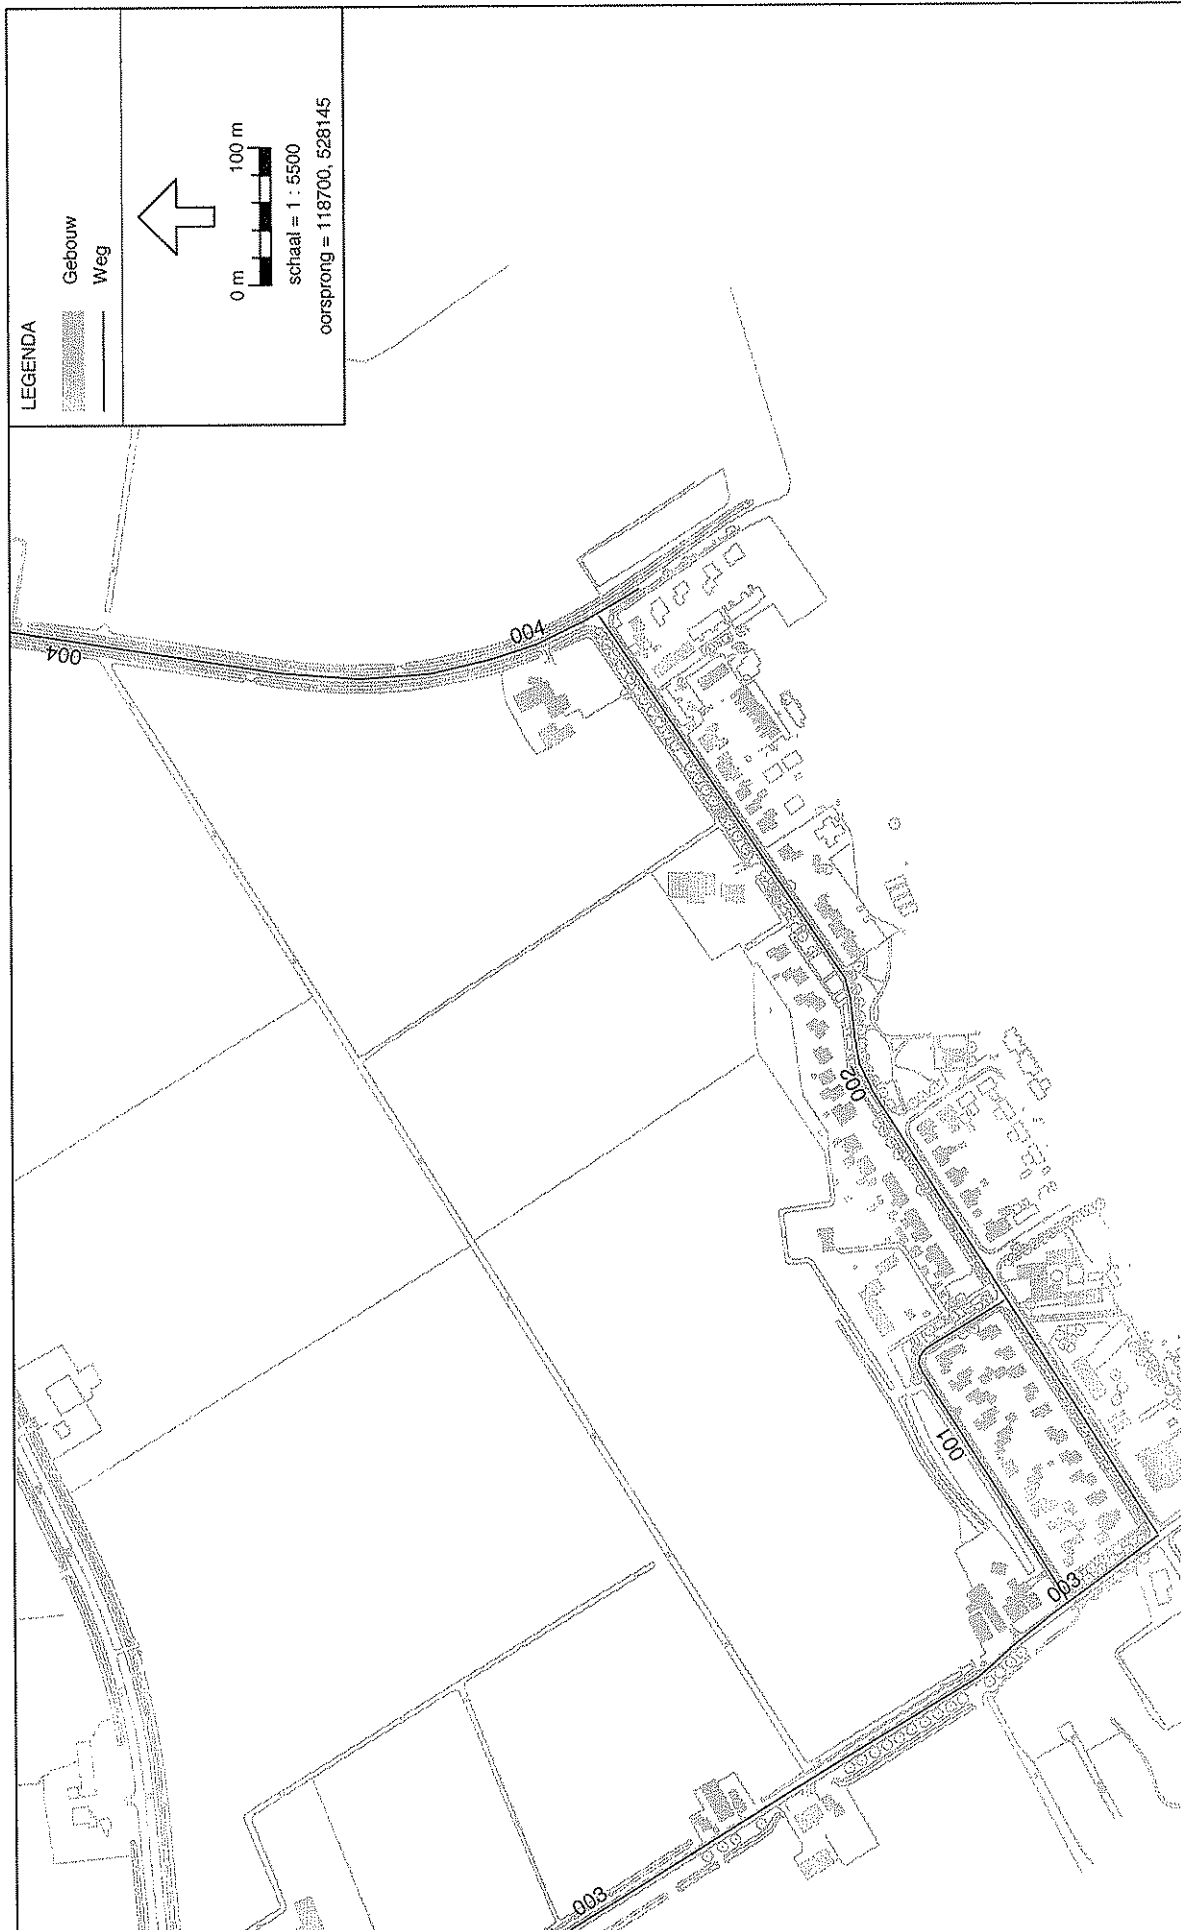 LEGENDA
Gebouw
Weg
0 m 100 m
schaal = 1 : 5500
oorsprong = 118700, 528145
004
004
002
001
003
003